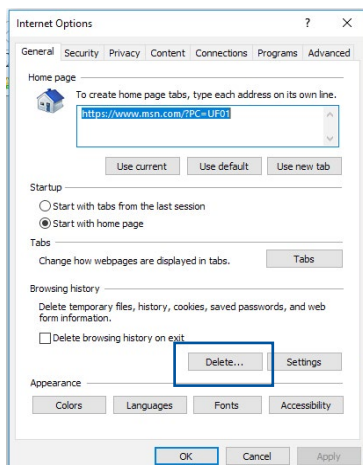 Internet Options ? ×
General Security Privacy Content Connections Programs Advanced
Home page
To create home page tabs, type each address on its own line.
https://www.msn.com/?PC=UF01
Use current Use default Use new tab
Startup
Start with tabs from the last session
Start with home page
Tabs
Change how webpages are displayed in tabs. Tabs
Browsing history
Delete temporary files, history, cookies, saved passwords, and web
form information.
Delete browsing history on exit
Delete... Settings
Appearance
Colors Languages Fonts Accessibility
OK Cancel Apply